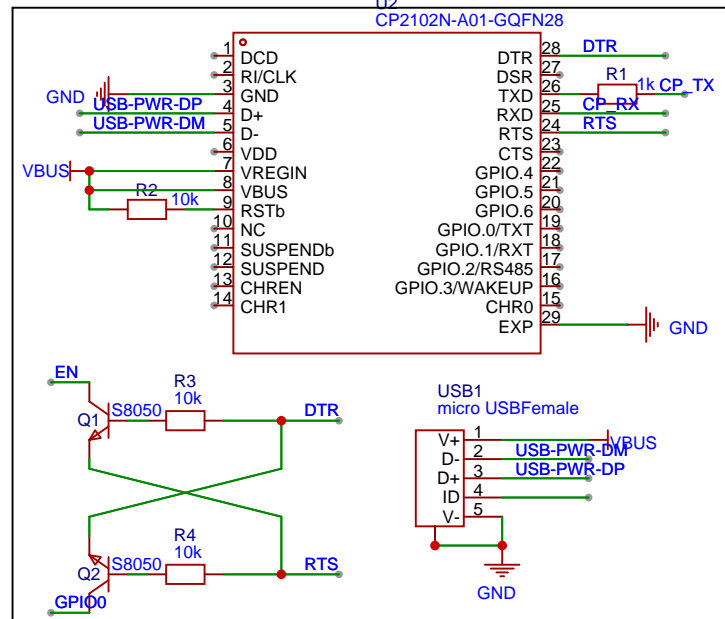 U2
CP2102N-A01-GQFN28
1 DCD
2 RI/CLK
3 GND
4 D+
5 D-
6 VDD
7 VREGIN
8 VBUS
9 RSTb
10 NC
11 SUSPENDb
12 SUSPEND
13 CHREN
14 CHR1
DTR 28 DTR
DSR 27
TXD 26 R1 1k CP_TX
RXD 25 CP_RX
RTS 24 RTS
CTS 23
GPIO.4 22
GPIO.5 21
GPIO.6 20
GPIO.0/TXT 19
GPIO.1/RXT 18
GPIO.2/RS485 17
GPIO.3/WAKEUP 16
CHR0 15
EXP 29 GND
GND
USB-PWR-DP
USB-PWR-DM
VBUS
R2
10k
EN
Q1
S8050
R3
10k
DTR
R4
10k
S8050
Q2
RTS
GPIO0
USB1
micro USBFemale
V+ 1 VBUS
D- 2 USB-PWR-DM
D+ 3 USB-PWR-DP
ID 4
V- 5
GND